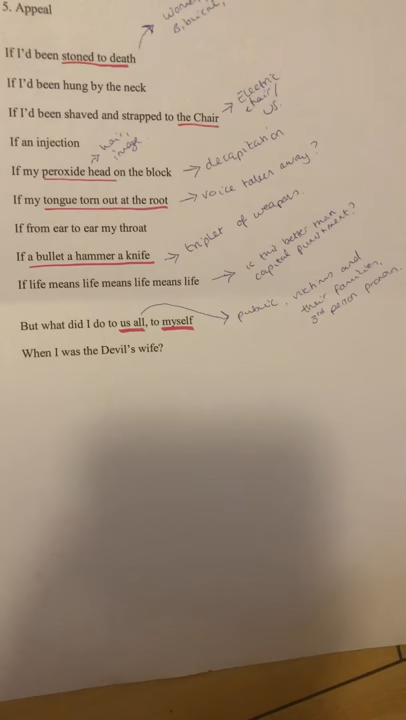 5. Appeal
women,
Biblical,
If I'd been stoned to death
If I'd been hung by the neck
If I'd been shaved and strapped to the Chair
Electric
chair/
US.
If an injection
hair,
image
If my peroxide head on the block
decapitation
If my tongue torn out at the root
voice taken away?
If from ear to ear my throat
If a bullet a hammer a knife
triplet of weapons.
If life means life means life means life
is this better than
capital punishment?
But what did I do to us all, to myself
public, victims and
their families,
3rd person pronoun.
When I was the Devil's wife?